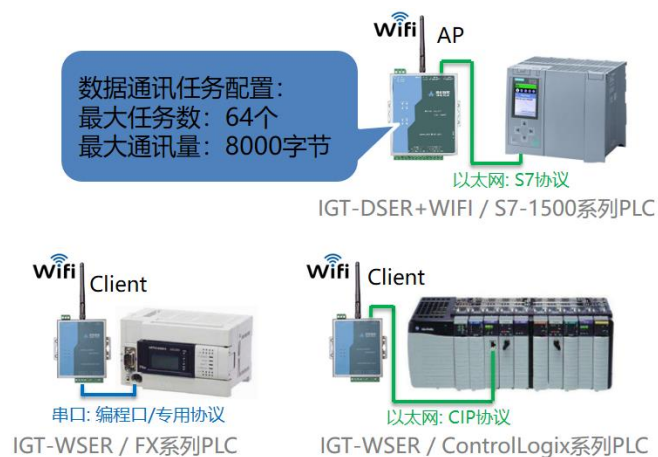 Wifi
AP
数据通讯任务配置：
最大任务数：64个
最大通讯量：8000字节
以太网: S7协议
IGT-DSER+WIFI / S7-1500系列PLC
Wifi
Client
串口: 编程口/专用协议
IGT-WSER / FX系列PLC
Wifi
Client
以太网: CIP协议
IGT-WSER / ControlLogix系列PLC